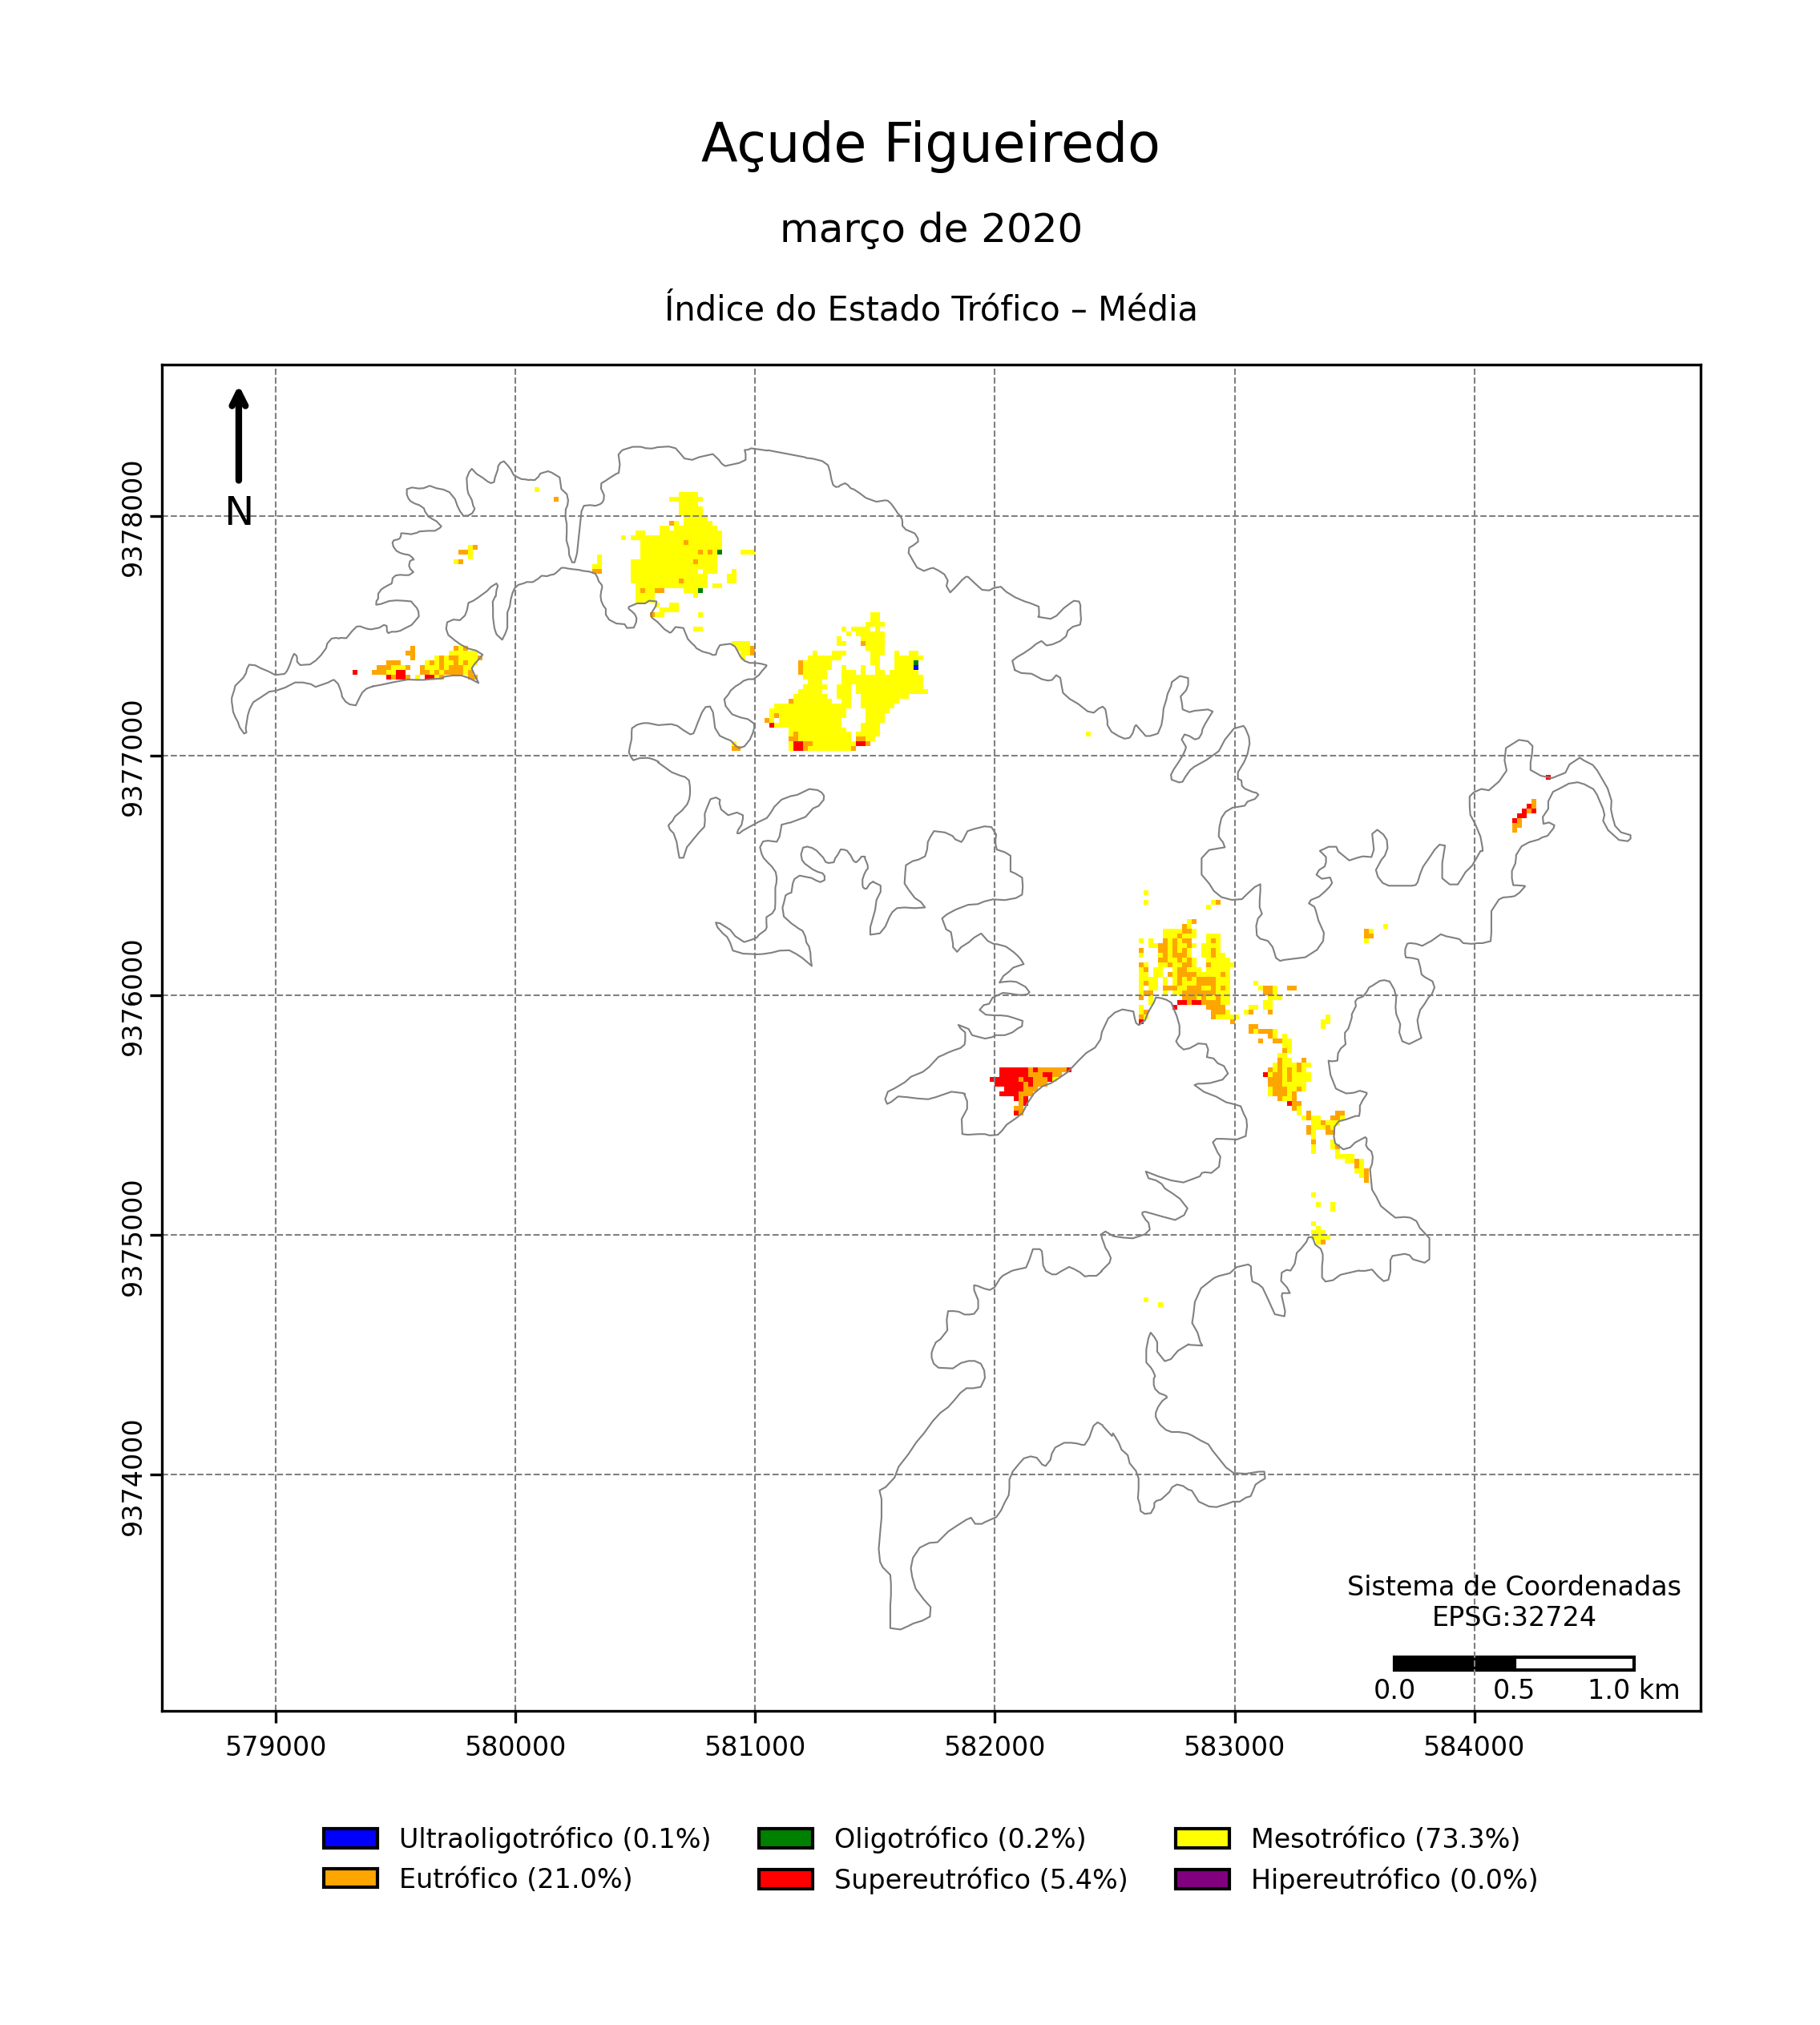 Açude Figueiredo
março de 2020
Índice do Estado Trófico – Média
N
9378000
9377000
9376000
9375000
9374000
Sistema de Coordenadas
EPSG:32724
0.0 0.5 1.0 km
579000 580000 581000 582000 583000 584000
Ultraoligotrófico (0.1%) Oligotrófico (0.2%) Mesotrófico (73.3%)
Eutrófico (21.0%) Supereutrófico (5.4%) Hipereutrófico (0.0%)